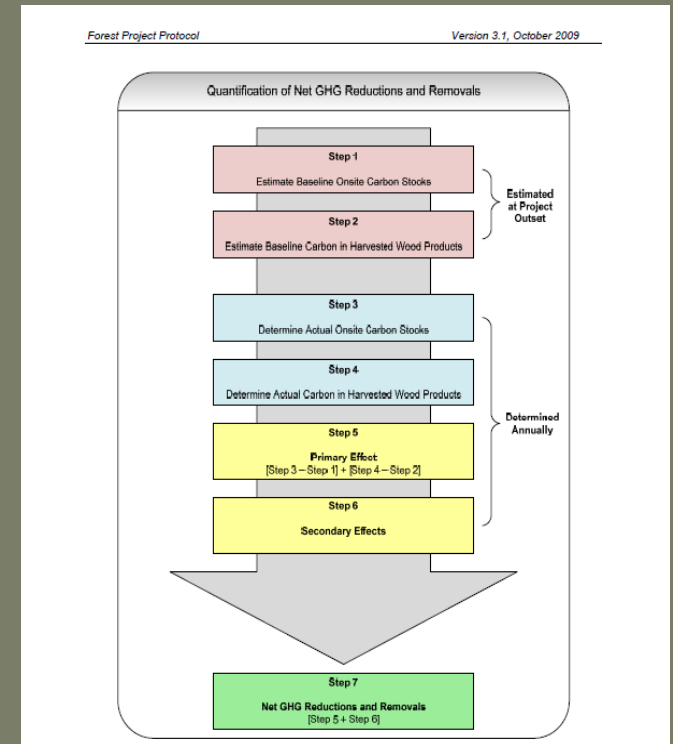 Forest Project Protocol
Version 3.1, October 2009
Quantification of Net GHG Reductions and Removals
Step 1
Estimate Baseline Onsite Carbon Stocks
Step 2
Estimate Baseline Carbon in Harvested Wood Products
Estimated
at Project
Outset
Step 3
Determine Actual Onsite Carbon Stocks
Step 4
Determine Actual Carbon in Harvested Wood Products
Step 5
Primary Effect
[Step 3 – Step 1] + [Step 4 – Step 2]
Step 6
Secondary Effects
Determined
Annually
Step 7
Net GHG Reductions and Removals
[Step 5 + Step 6]